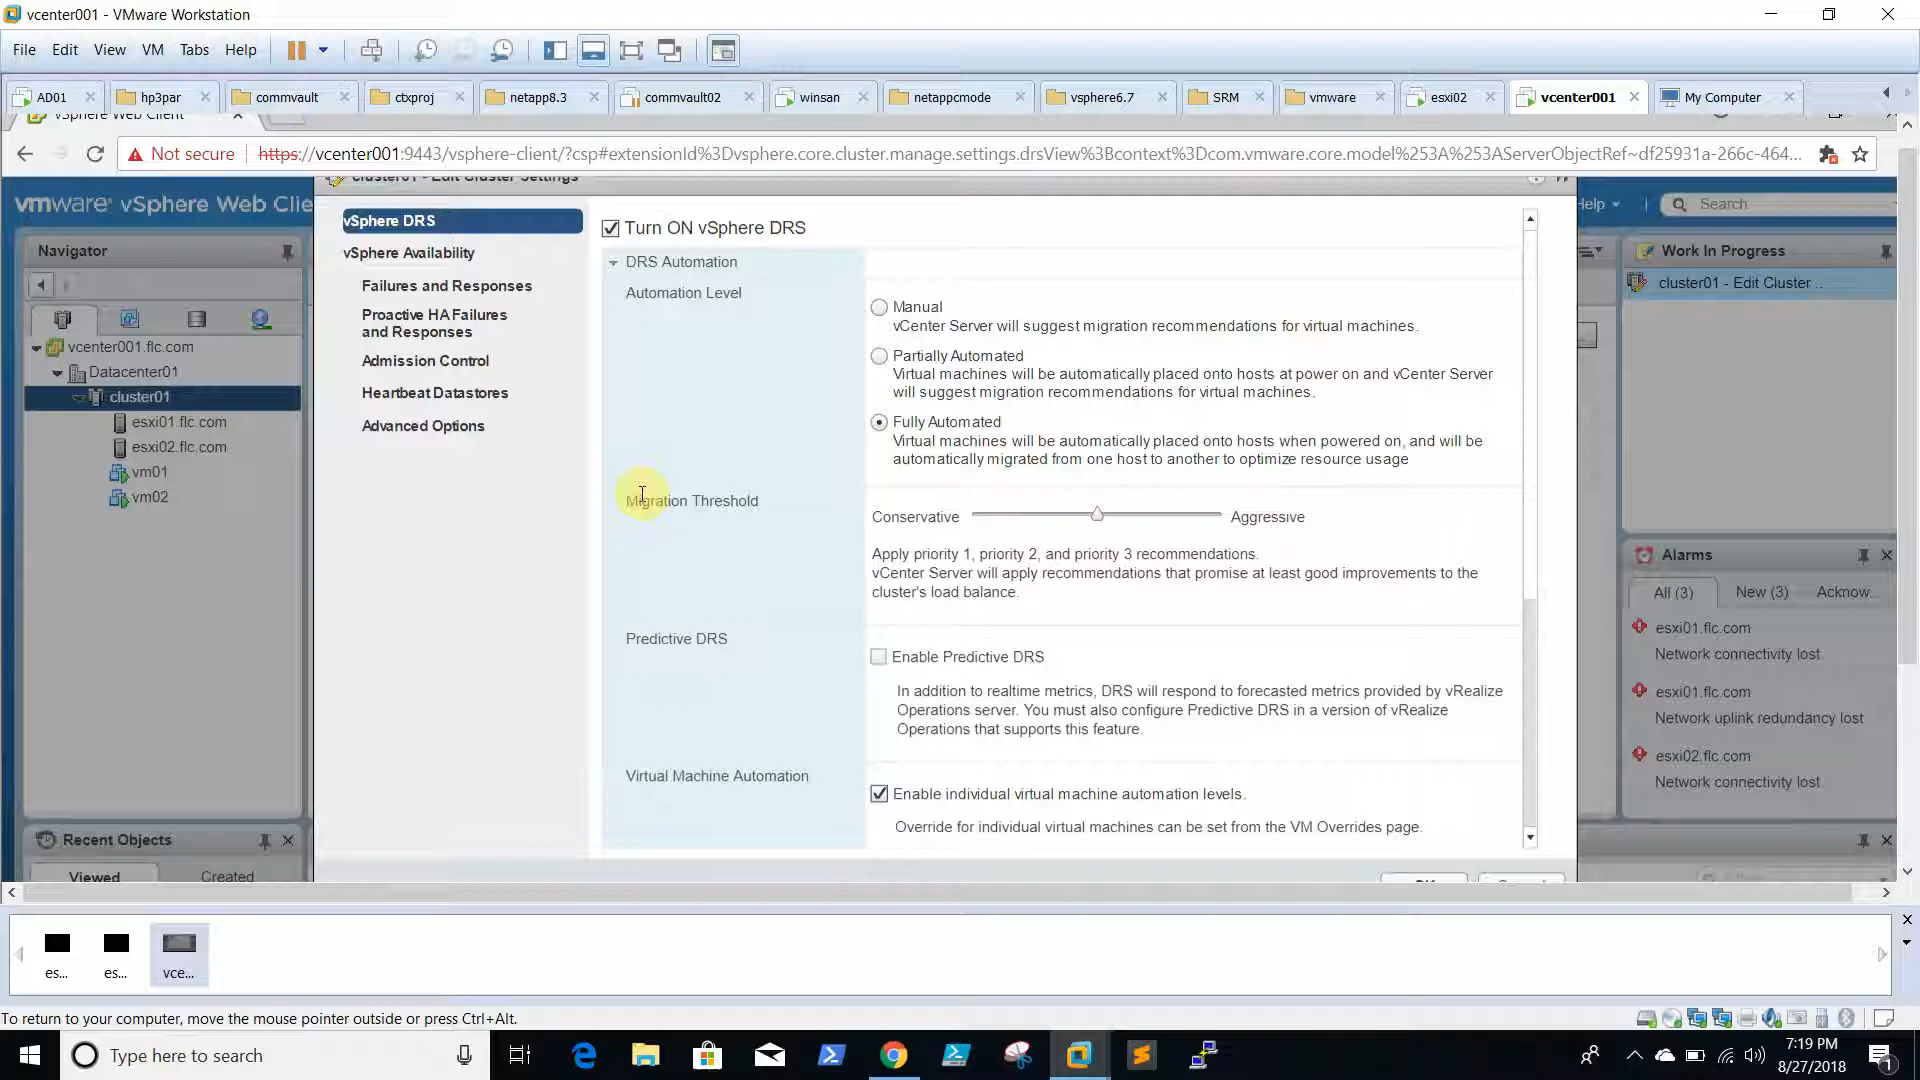 vcenter001 - VMware Workstation
File Edit View VM Tabs Help
AD01 hp3par commvault ctxproj netapp8.3 commvault02 winsan netappcmode vsphere6.7 SRM vmware esxi02 vcenter001 My Computer
vSphere Web Client
Not secure https://vcenter001:9443/vsphere-client/?csp#extensionId%3Dvsphere.core.cluster.manage.settings.drsView%3Bcontext%3Dcom.vmware.core.model%253A%253AServerObjectRef~df25931a-266c-464...
cluster01 - Edit Cluster Settings
vmware vSphere Web Clie
Help
Search
Navigator
vcenter001.flc.com
Datacenter01
cluster01
esxi01.flc.com
esxi02.flc.com
vm01
vm02
Recent Objects
Viewed Created
vSphere DRS
vSphere Availability
Failures and Responses
Proactive HA Failures
and Responses
Admission Control
Heartbeat Datastores
Advanced Options
Turn ON vSphere DRS
DRS Automation
Automation Level
Manual
vCenter Server will suggest migration recommendations for virtual machines.
Partially Automated
Virtual machines will be automatically placed onto hosts at power on and vCenter Server
will suggest migration recommendations for virtual machines.
Fully Automated
Virtual machines will be automatically placed onto hosts when powered on, and will be
automatically migrated from one host to another to optimize resource usage
Migration Threshold
Conservative Aggressive
Apply priority 1, priority 2, and priority 3 recommendations.
vCenter Server will apply recommendations that promise at least good improvements to the
cluster's load balance.
Predictive DRS
Enable Predictive DRS
In addition to realtime metrics, DRS will respond to forecasted metrics provided by vRealize
Operations server. You must also configure Predictive DRS in a version of vRealize
Operations that supports this feature.
Virtual Machine Automation
Enable individual virtual machine automation levels.
Override for individual virtual machines can be set from the VM Overrides page.
Work In Progress
cluster01 - Edit Cluster ..
Alarms
All (3) New (3) Acknow...
esxi01.flc.com
Network connectivity lost
esxi01.flc.com
Network uplink redundancy lost
esxi02.flc.com
Network connectivity lost
es... es... vce...
To return to your computer, move the mouse pointer outside or press Ctrl+Alt.
Type here to search
7:19 PM
8/27/2018
1